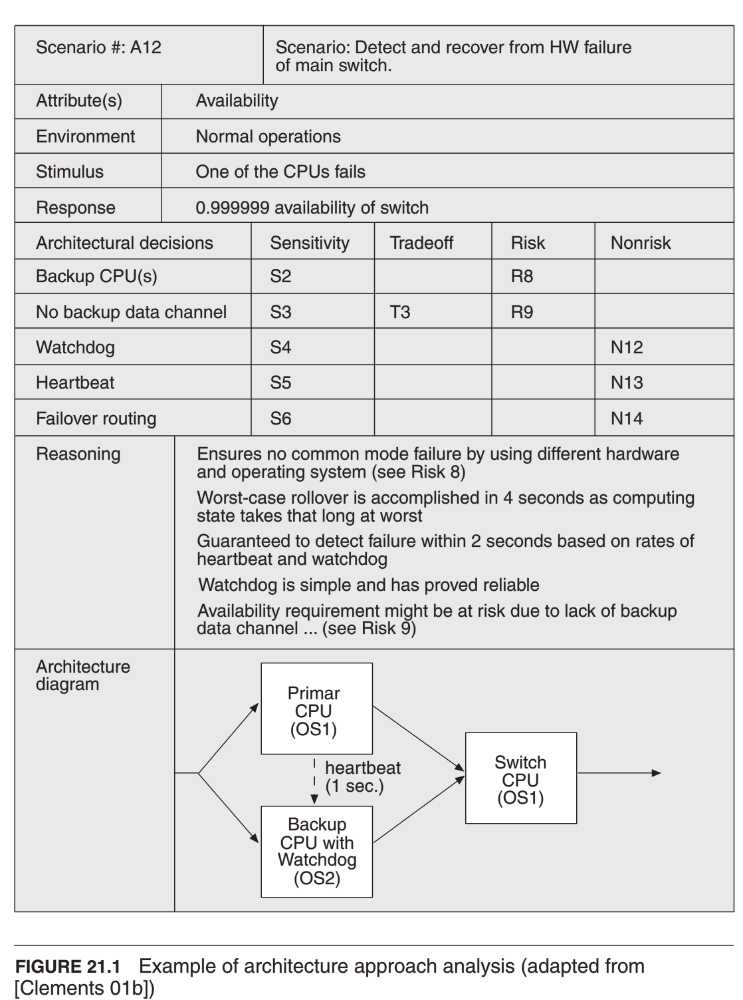 Scenario #: A12
Scenario: Detect and recover from HW failure
of main switch.
Attribute(s)
Availability
Environment
Normal operations
Stimulus
One of the CPUs fails
Response
0.999999 availability of switch
Architectural decisions
Sensitivity
Tradeoff
Risk
Nonrisk
Backup CPU(s)
S2
R8
No backup data channel
S3
T3
R9
Watchdog
S4
N12
Heartbeat
S5
N13
Failover routing
S6
N14
Reasoning
Ensures no common mode failure by using different hardware
and operating system (see Risk 8)
Worst-case rollover is accomplished in 4 seconds as computing
state takes that long at worst
Guaranteed to detect failure within 2 seconds based on rates of
heartbeat and watchdog
Watchdog is simple and has proved reliable
Availability requirement might be at risk due to lack of backup
data channel ... (see Risk 9)
Architecture
diagram
Primar
CPU
(OS1)
heartbeat
(1 sec.)
Backup
CPU with
Watchdog
(OS2)
Switch
CPU
(OS1)
FIGURE 21.1 Example of architecture approach analysis (adapted from
[Clements 01b])